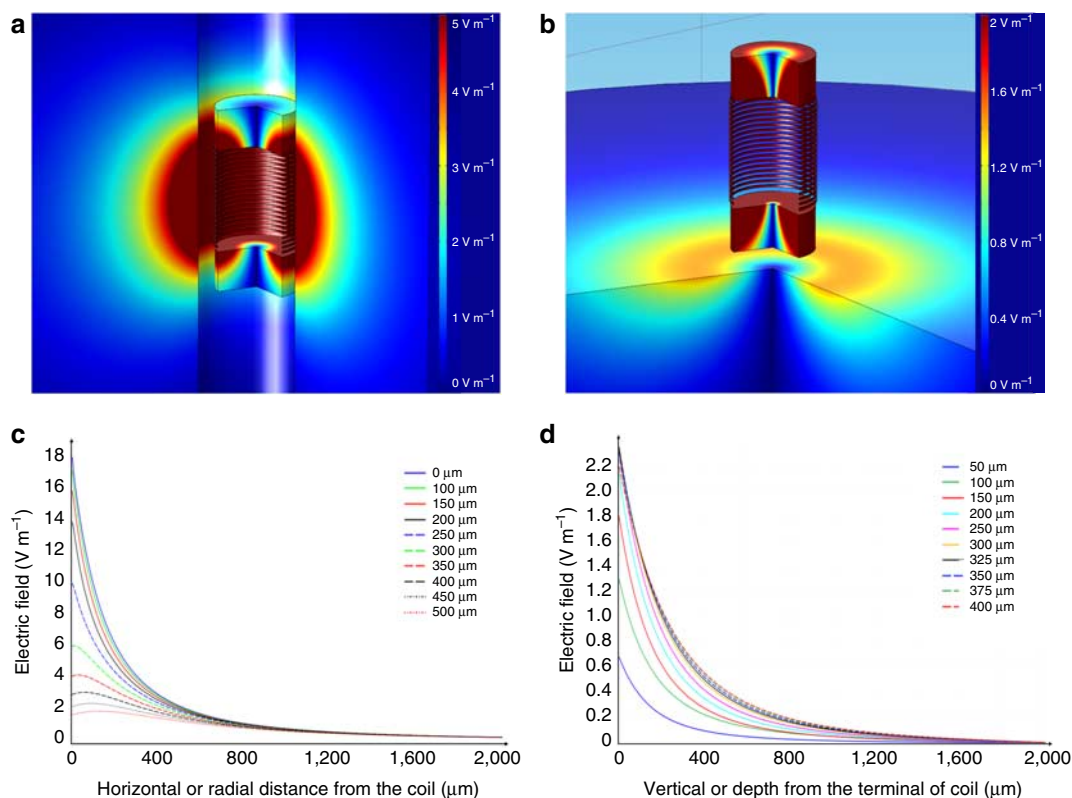 a
5 V m⁻¹
4 V m⁻¹
3 V m⁻¹
2 V m⁻¹
1 V m⁻¹
0 V m⁻¹
b
2 V m⁻¹
1.6 V m⁻¹
1.2 V m⁻¹
0.8 V m⁻¹
0.4 V m⁻¹
0 V m⁻¹
c
Electric field (V m⁻¹)
18
16
14
12
10
8
6
4
2
0
400
800
1,200
1,600
2,000
Horizontal or radial distance from the coil (μm)
0 μm
100 μm
150 μm
200 μm
250 μm
300 μm
350 μm
400 μm
450 μm
500 μm
d
Electric field (V m⁻¹)
2.2
2.0
1.8
1.6
1.4
1.2
1.0
0.8
0.6
0.4
0.2
0
0
400
800
1,200
1,600
2,000
Vertical or depth from the terminal of coil (μm)
50 μm
100 μm
150 μm
200 μm
250 μm
300 μm
325 μm
350 μm
375 μm
400 μm